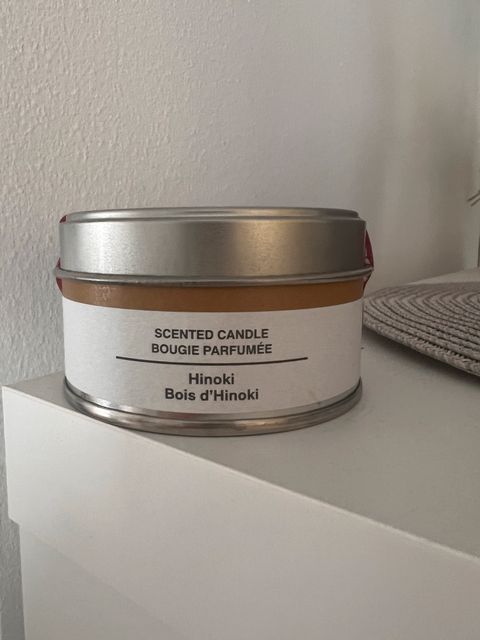 SCENTED CANDLE
BOUGIE PARFUMÉE
Hinoki
Bois d'Hinoki